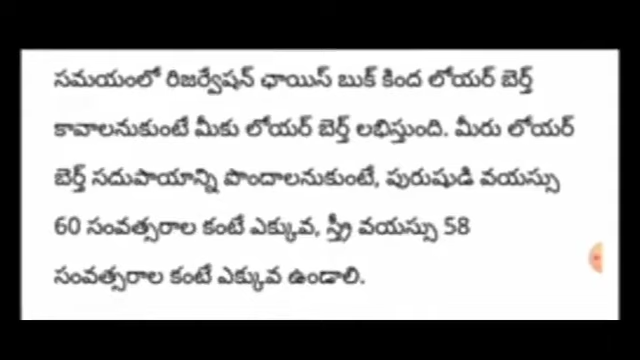 సమయంలో రిజర్వేషన్ ఛాయిస్ బుక్ కింద లోయర్ బెర్త్
కావాలనుకుంటే మీకు లోయర్ బెర్త్ లభిస్తుంది. మీరు లోయర్
బెర్త్ సదుపాయాన్ని పొందాలనుకుంటే, పురుషుడి వయస్సు
60 సంవత్సరాల కంటే ఎక్కువ, స్త్రీ వయస్సు 58
సంవత్సరాల కంటే ఎక్కువ ఉండాలి.